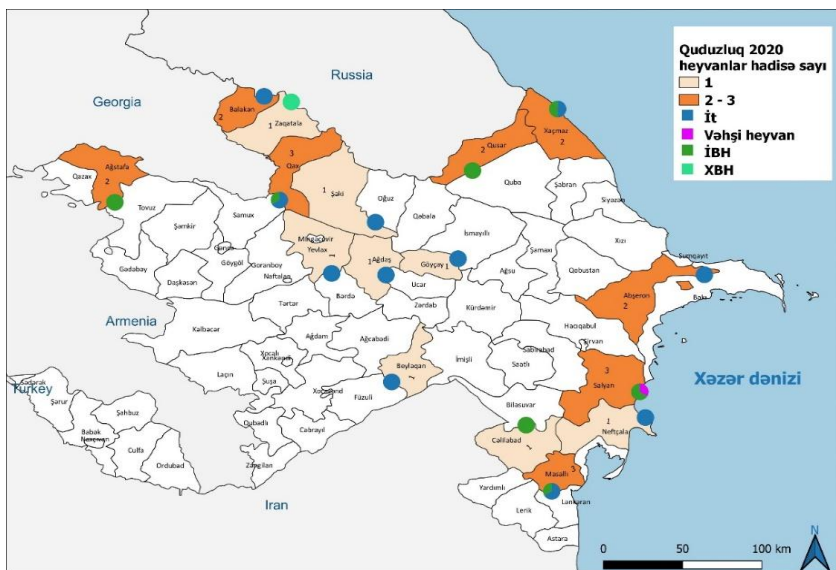 Quduzluq 2020
heyvanlar hadisə sayı
1
2 - 3
İt
Vəhşi heyvan
İBH
XBH
Russia
Georgia
Balakan
2
1 Zaqatala
Xaçmaz
2
2 Qusar
3
Qax
Ağstafa
2
Qazax
Tovuz
1
Şəki
Oğuz
Qəbələ
Quba
Şabran
Siyəzən
Samux
Şəmkir
Mingəçevir
Yevlax
1
İsmayıllı
Xızı
Gəncə
Göygöl
Goranboy
Naftalan
1 Ağdaş
Göyçay 1
Şamaxı
Sumqayıt
Gədəbəy
Daşkəsən
Ucar
Ağsu
Qobustan
Bərdə
Zərdab
Abşeron
2
Bakı
Tərtər
Kürdəmir
Armenia
Kəlbəcər
Ağdam
Ağcabədi
Hacıqabul
Şirvan
Xocalı
Xankəndi
Laçın
Şuşa
Beyləqan
1
İmişli
Sabirabad
Saatlı
3
Salyan
Xəzər dənizi
Turkey
Sədərək
Şərur
Xocavənd
Füzuli
Biləsuvar
Şahbuz
Qubadlı
Cəbrayıl
1
Neftçala
Babək
Naxçıvan
Culfa
Cəlilabad
1
Ordubad
Zəngilan
Masallı
3
Iran
Yardımlı
Lənkəran
Lerik
Astara
N
0 50 100 km